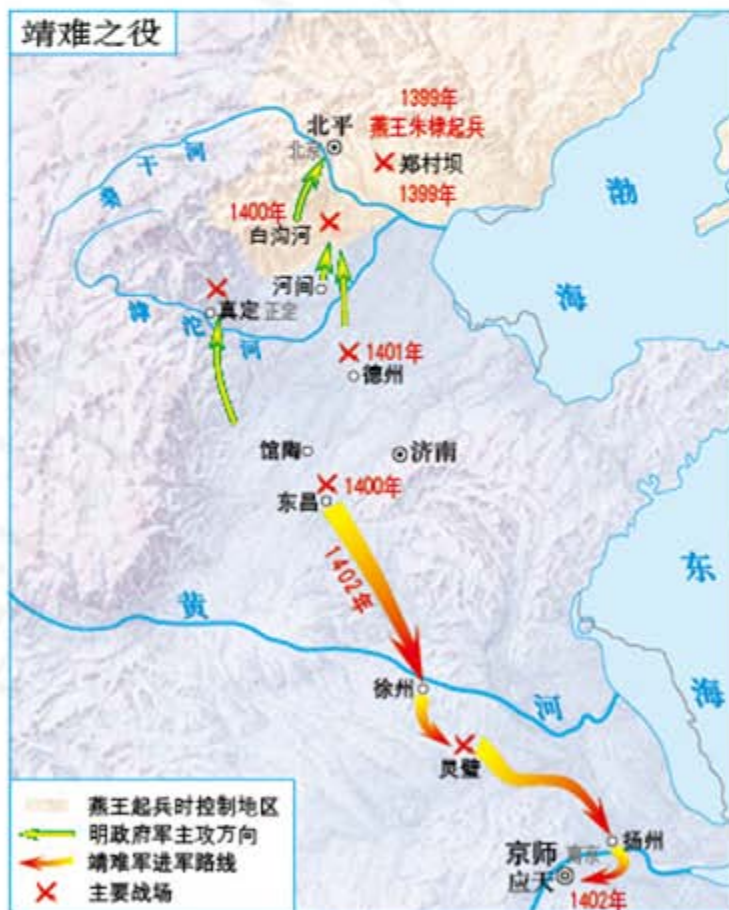 靖难之役
1399年
燕王朱棣起兵
北平
北京
郑村坝
1399年
桑干河
渤海
1400年
白沟河
河间
真定 正定
滹沱河
1401年
德州
馆陶
济南
1400年
东昌
1402年
黄河
东海
徐州
灵璧
扬州
京师 南京
应天
1402年
燕王起兵时控制地区
明政府军主攻方向
靖难军进军路线
主要战场